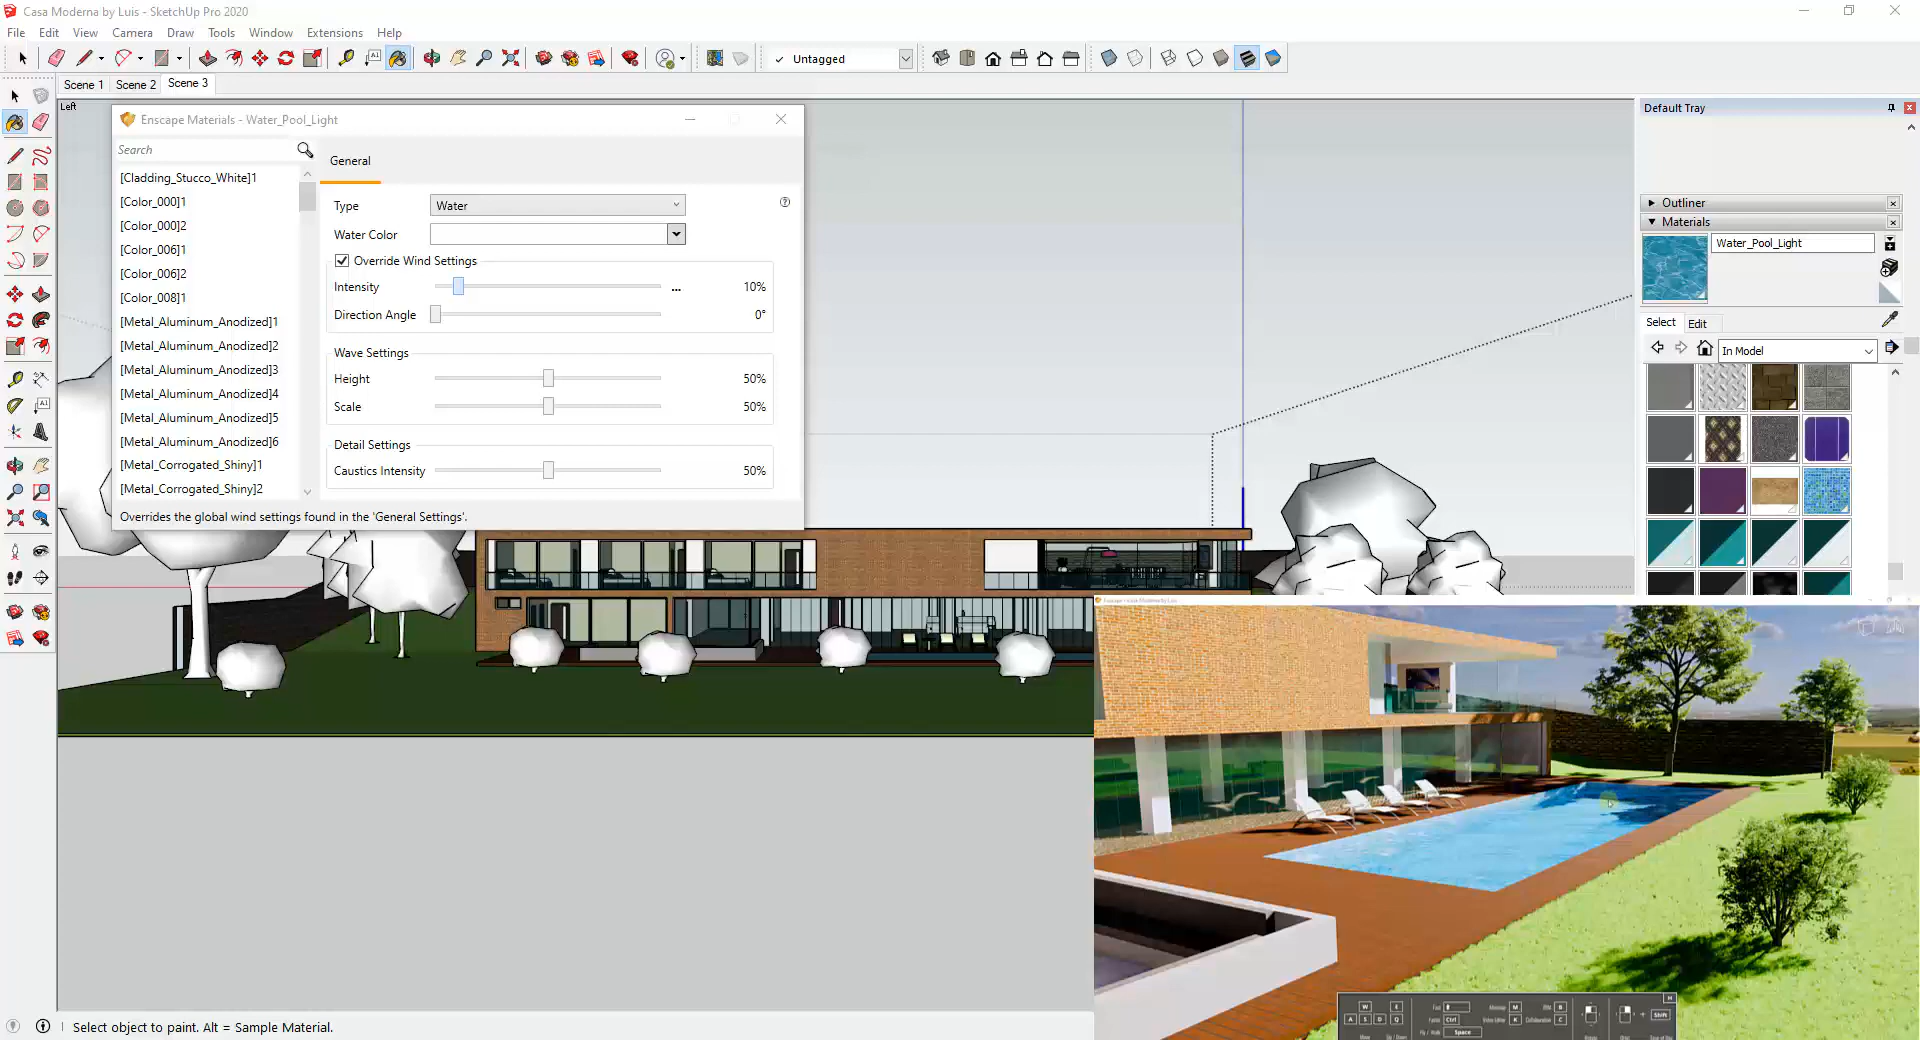 Casa Moderna by Luis - SketchUp Pro 2020
File Edit View Camera Draw Tools Window Extensions Help
Untagged
Scene 1 Scene 2 Scene 3
Left
Enscape Materials - Water_Pool_Light
Search
General
[Cladding_Stucco_White]1
[Color_000]1
[Color_000]2
[Color_006]1
[Color_006]2
[Color_008]1
[Metal_Aluminum_Anodized]1
[Metal_Aluminum_Anodized]2
[Metal_Aluminum_Anodized]3
[Metal_Aluminum_Anodized]4
[Metal_Aluminum_Anodized]5
[Metal_Aluminum_Anodized]6
[Metal_Corrogated_Shiny]1
[Metal_Corrogated_Shiny]2
Type Water
Water Color
Override Wind Settings
Intensity ... 10%
Direction Angle 0°
Wave Settings
Height 50%
Scale 50%
Detail Settings
Caustics Intensity 50%
Overrides the global wind settings found in the 'General Settings'.
Default Tray
Outliner
Materials
Water_Pool_Light
Select Edit
In Model
W E
A S D Q
Ctrl
Space
M
K
C
Shift
H
Select object to paint. Alt = Sample Material.